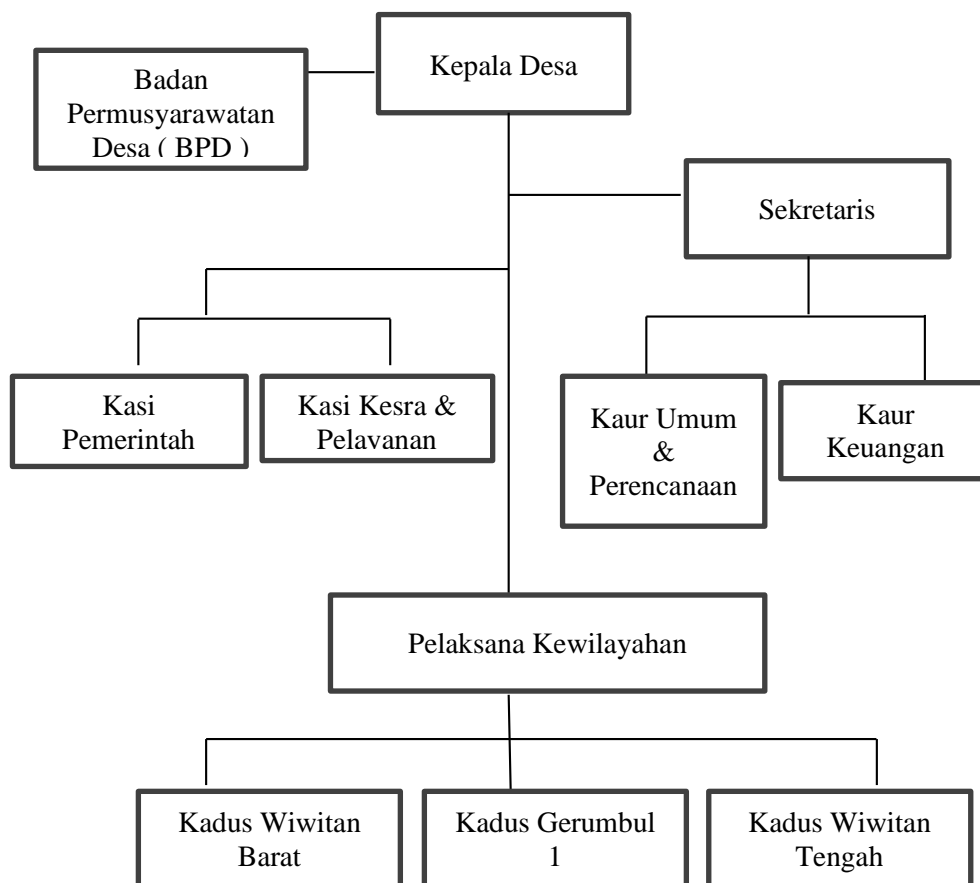 Kepala Desa
Badan
Permusyarawatan
Desa ( BPD )
Sekretaris
Kasi
Pemerintah
Kasi Kesra &
Pelayanan
Kaur Umum
&
Perencanaan
Kaur
Keuangan
Pelaksana Kewilayahan
Kadus Wiwitan
Barat
Kadus Gerumbul
1
Kadus Wiwitan
Tengah